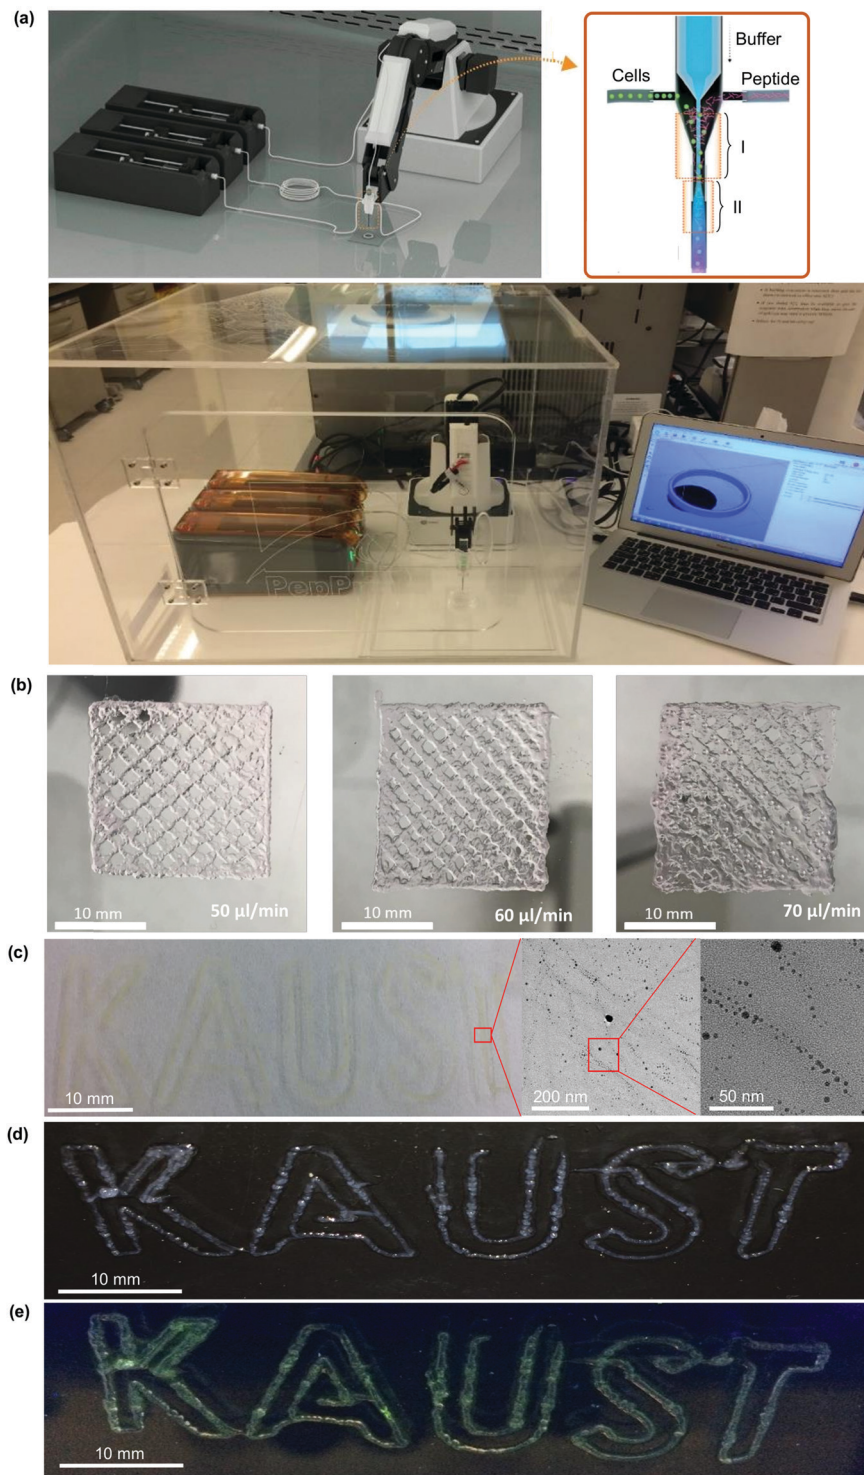 (a)
Buffer
Cells
Peptide
I
II
PepP
(b)
10 mm
50 µl/min
10 mm
60 µl/min
10 mm
70 µl/min
(c)
KAUST
10 mm
200 nm
50 nm
(d)
KAUST
10 mm
(e)
KAUST
10 mm